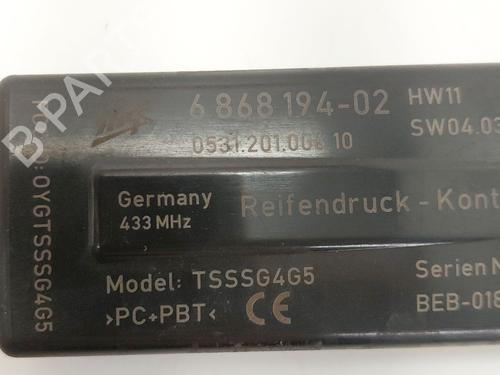 6 868 194-02 HW11
0531.201.006 10 SW04.03
Germany
433 MHz
Reifendruck - Kont
Model: TSSSG4G5
>PC+PBT< CE
Serien N
BEB-018
:OYGTSSSG4G5
B-Parts